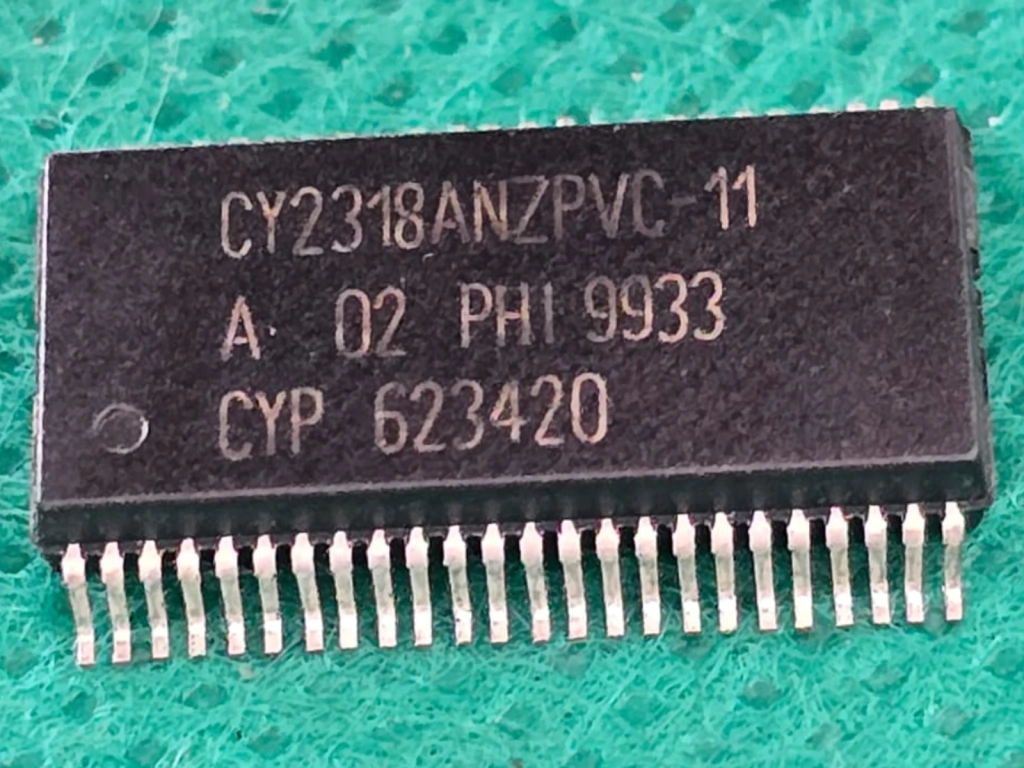 CY2318ANZPVC-11
A 02 PHI 9933
CYP 623420